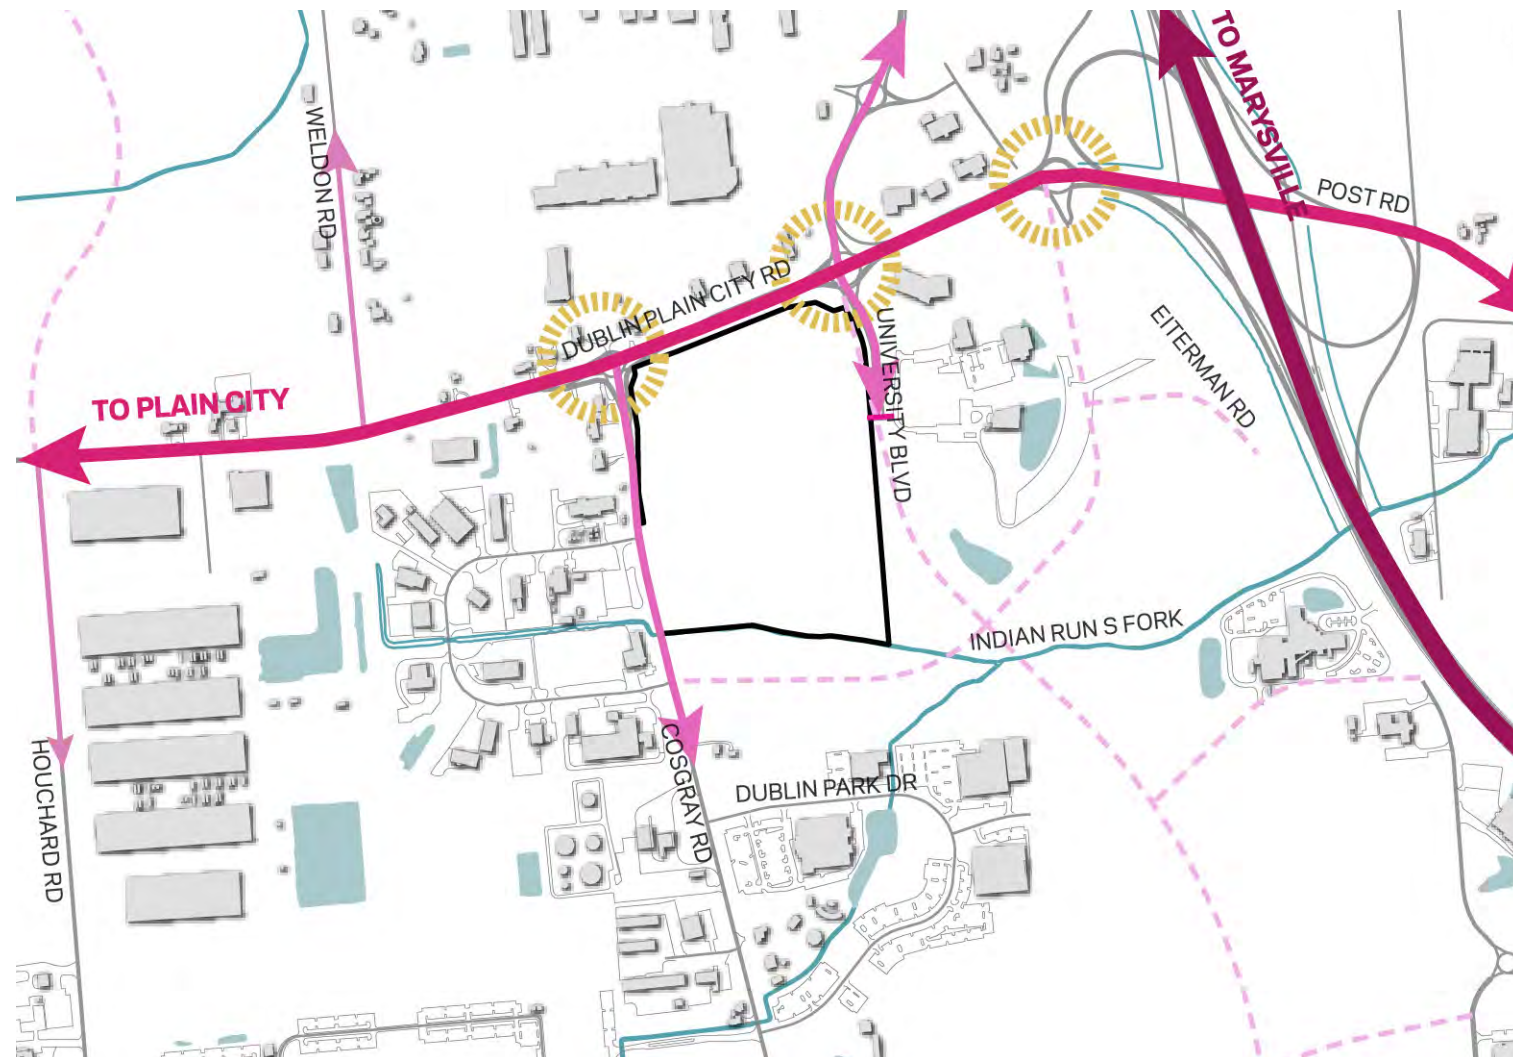 TO MARYSVILLE
WELDON RD
POST RD
DUBLIN PLAIN CITY RD
EITERMAN RD
UNIVERSITY BLVD
TO PLAIN CITY
INDIAN RUN S FORK
COSGRAY RD
HOUCHARD RD
DUBLIN PARK DR